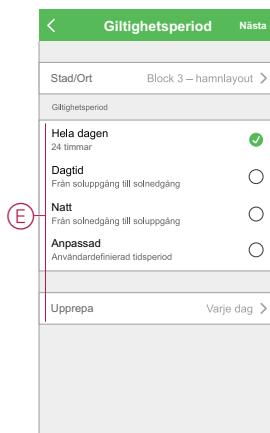 Giltighetsperiod Nästa
Stad/Ort Block 3 – hamnlayout
Giltighetsperiod
Hela dagen
24 timmar
Dagtid
Från soluppgång till solnedgång
E
Natt
Från solnedgång till soluppgång
Anpassad
Användardefinierad tidsperiod
Upprepa Varje dag